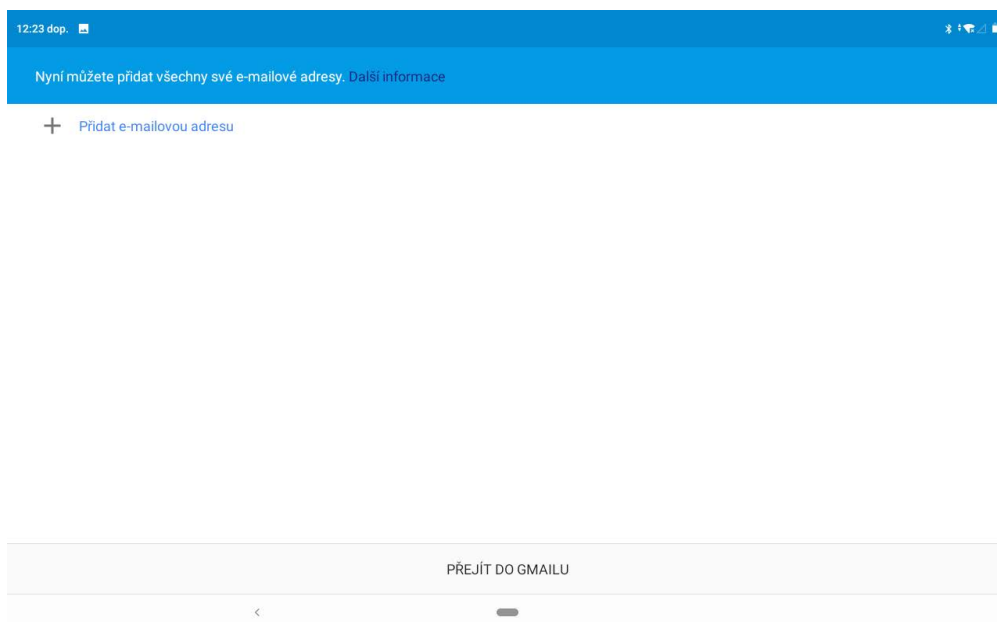 12:23 dop.
Nyní můžete přidat všechny své e-mailové adresy. Další informace
Přidat e-mailovou adresu
PŘEJÍT DO GMAILU